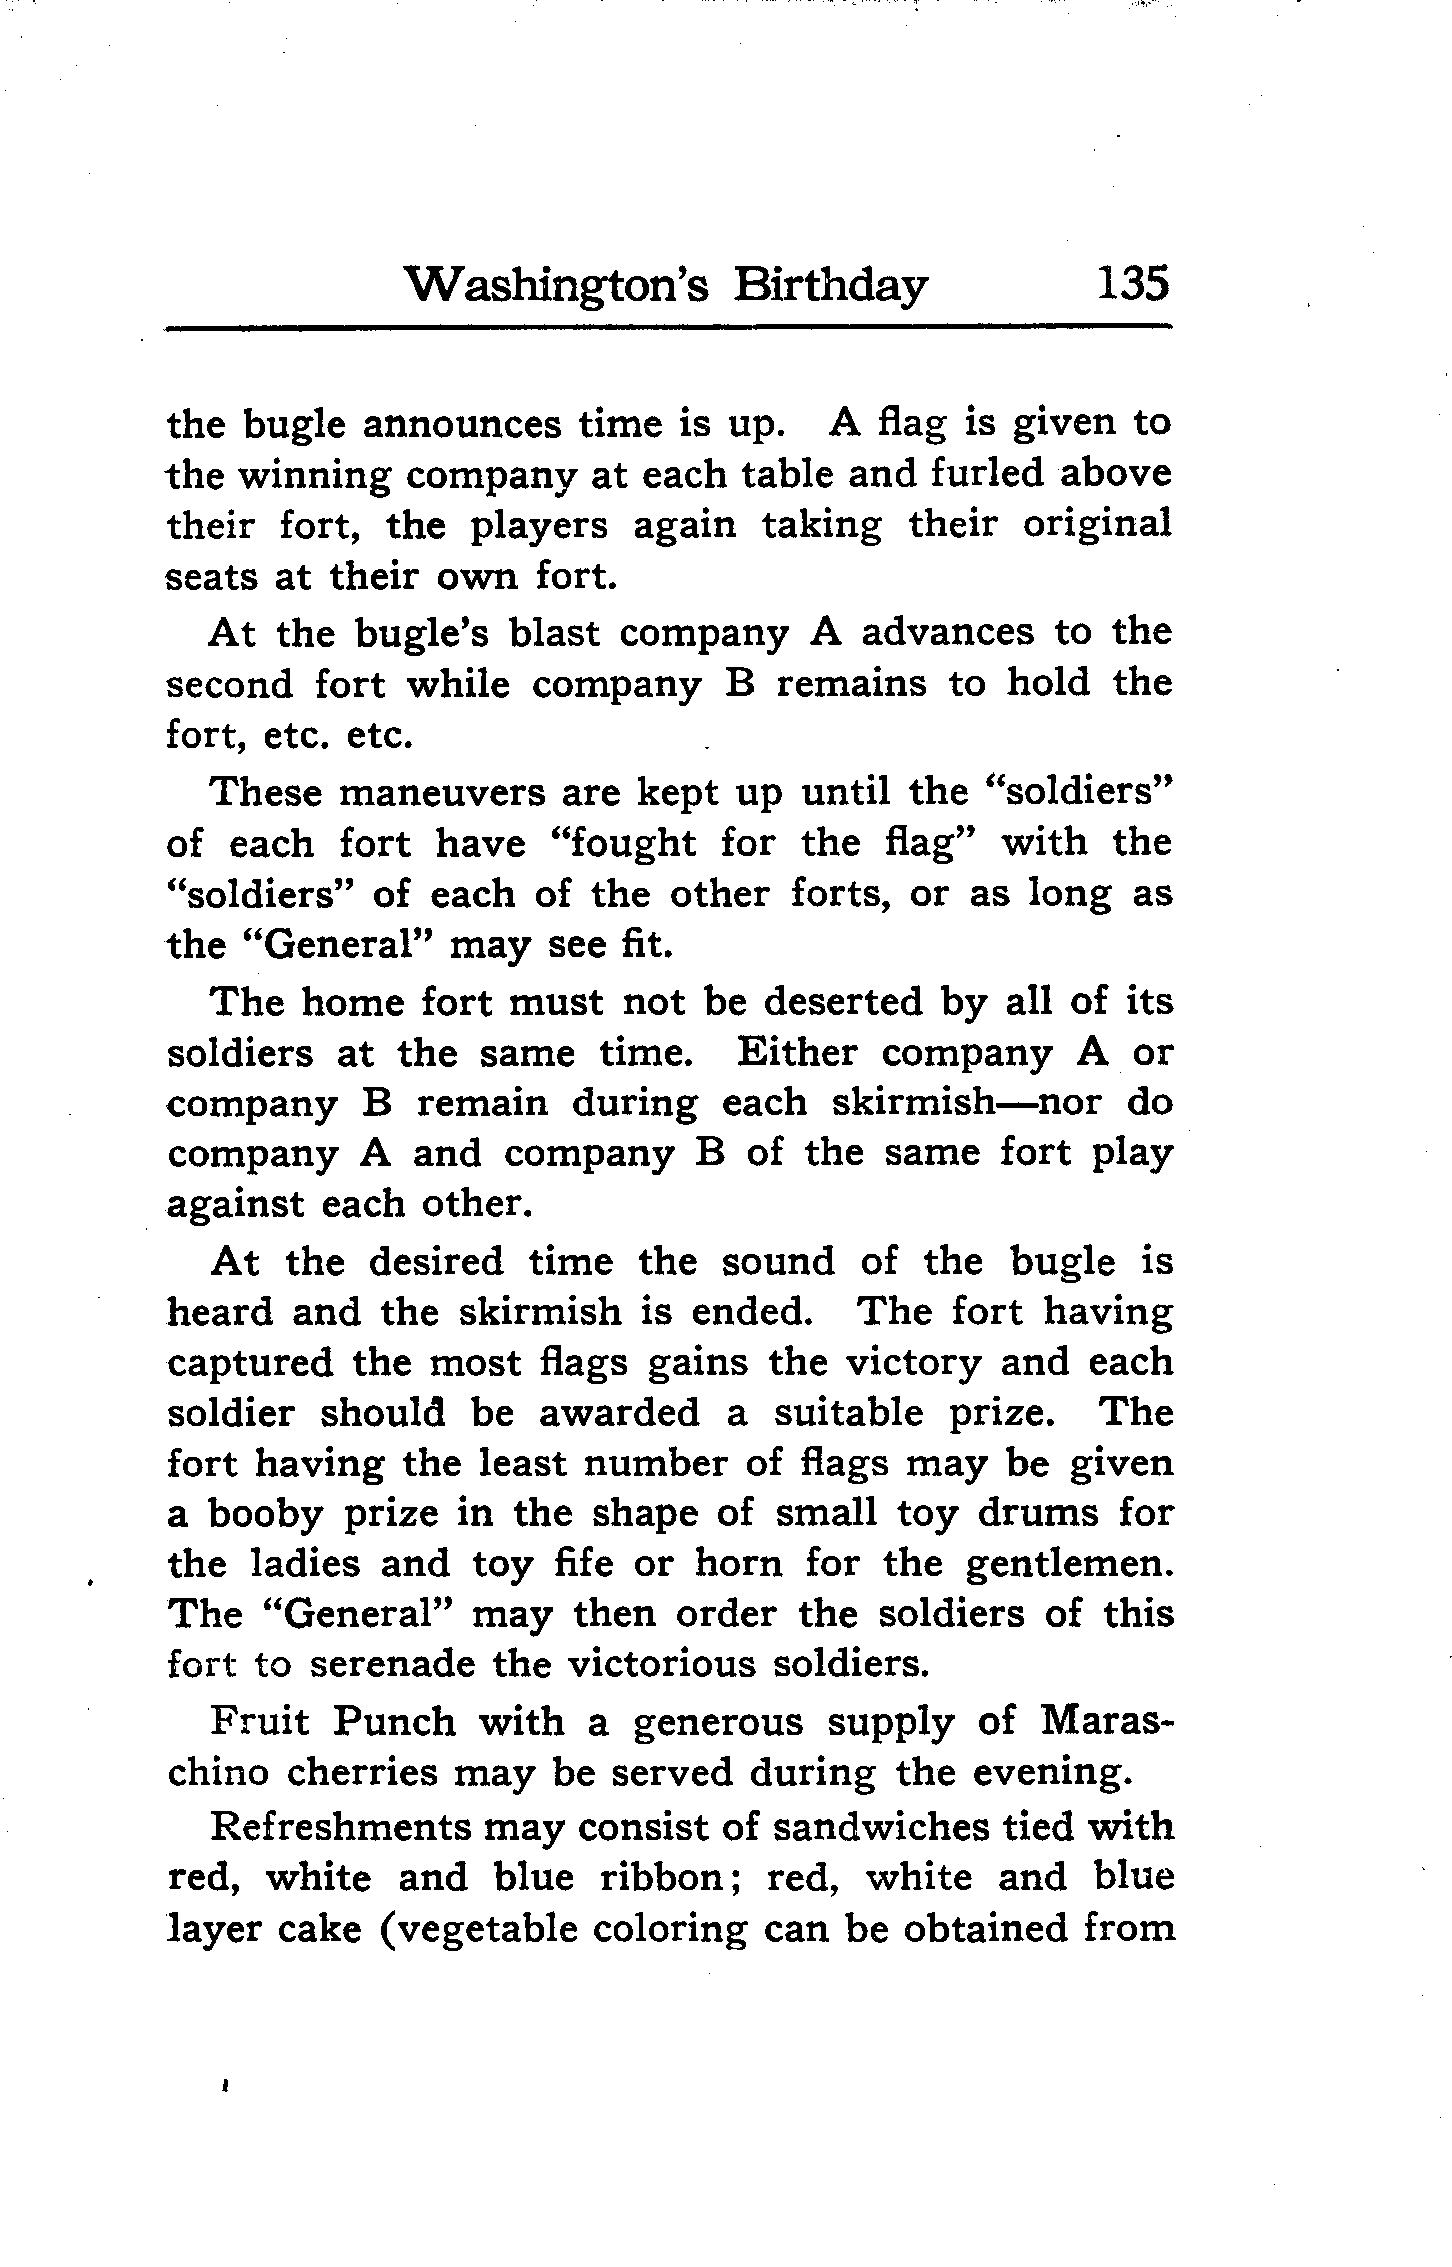 Washington's Birthday 135
the bugle announces time is up. A flag is given to
the winning company at each table and furled above
their fort, the players again taking their original
seats at their own fort.
At the bugle's blast company A advances to the
second fort while company B remains to hold the
fort, etc. etc.
These maneuvers are kept up until the “soldiers”
of each fort have “fought for the flag” with the
“soldiers” of each of the other forts, or as long as
the “General” may see fit.
The home fort must not be deserted by all of its
soldiers at the same time. Either company A or
company B remain during each skirmish—nor do
company A and company B of the same fort play
against each other.
At the desired time the sound of the bugle is
heard and the skirmish is ended. The fort having
captured the most flags gains the victory and each
soldier should be awarded a suitable prize. The
fort having the least number of flags may be given
a booby prize in the shape of small toy drums for
the ladies and toy fife or horn for the gentlemen.
The “General” may then order the soldiers of this
fort to serenade the victorious soldiers.
Fruit Punch with a generous supply of Maras-
chino cherries may be served during the evening.
Refreshments may consist of sandwiches tied with
red, white and blue ribbon; red, white and blue
layer cake (vegetable coloring can be obtained from